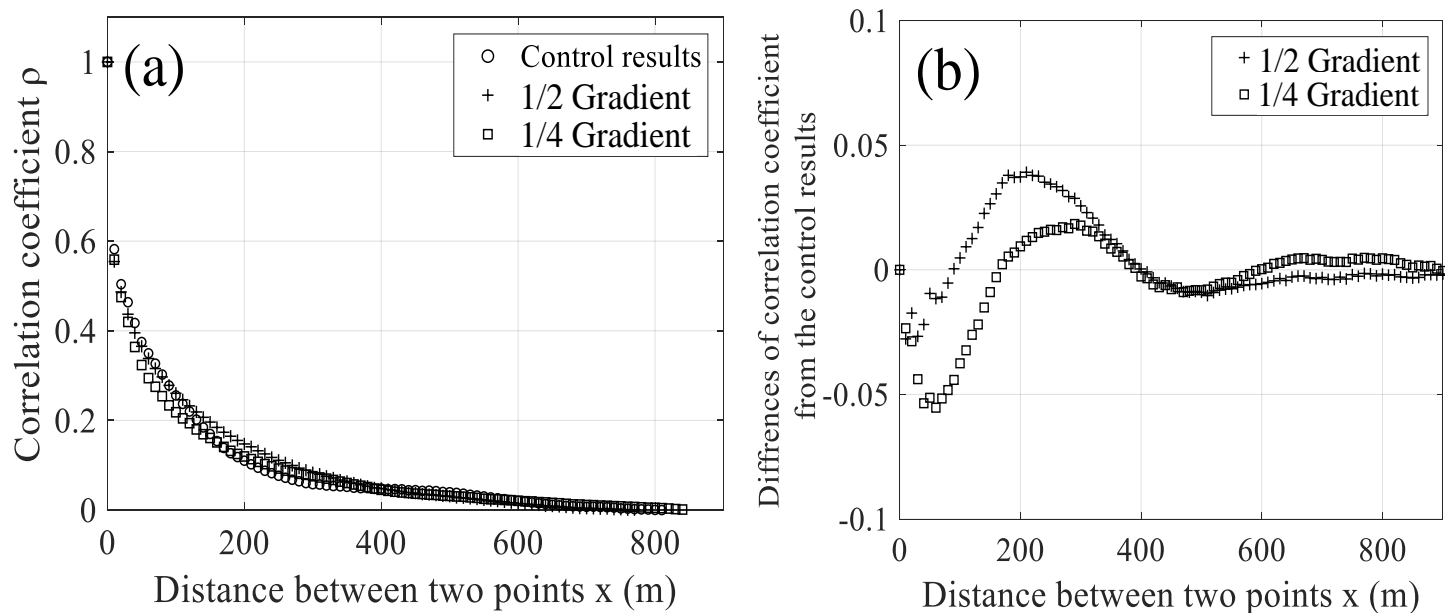 (a)
Control results
1/2 Gradient
1/4 Gradient
Correlation coefficient ρ
1
0.8
0.6
0.4
0.2
0
0
200
400
600
800
Distance between two points x (m)
(b)
1/2 Gradient
1/4 Gradient
Diffrences of correlation coefficient
from the control results
0.1
0.05
0
-0.05
-0.1
0
200
400
600
800
Distance between two points x (m)